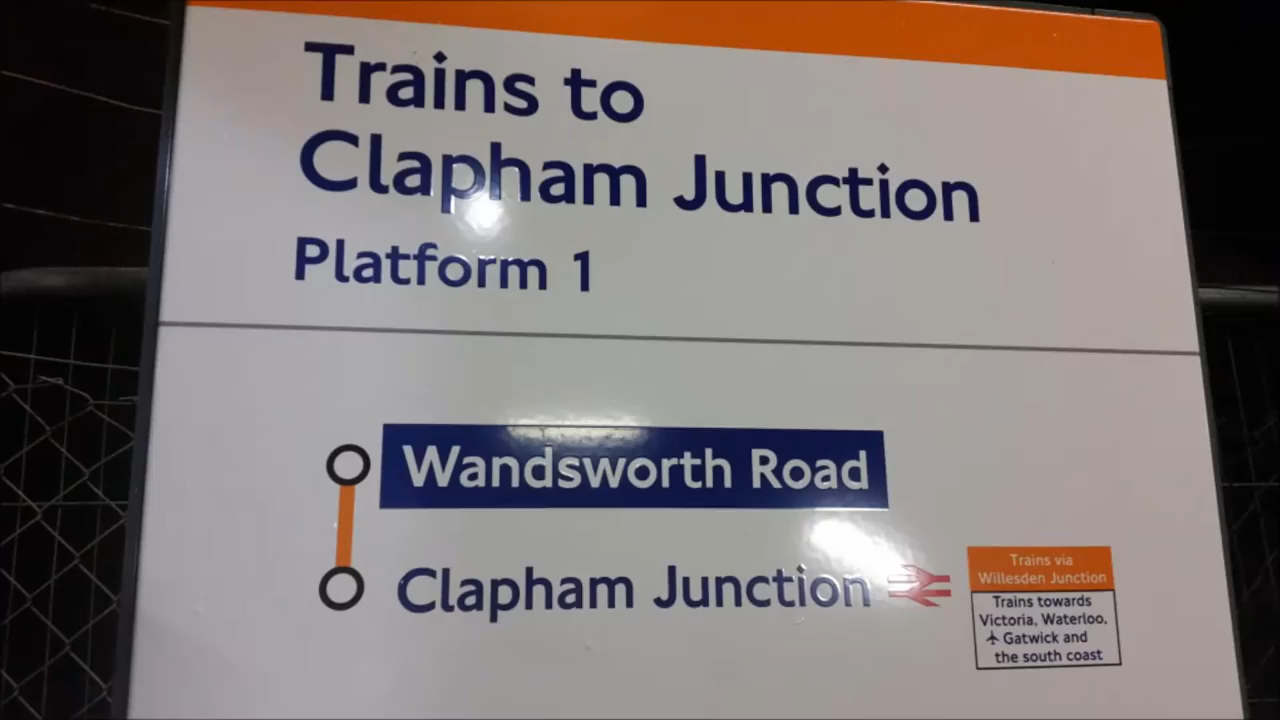 Trains to
Clapham Junction
Platform 1
Wandsworth Road
Clapham Junction
Trains via
Willesden Junction
Trains towards
Victoria, Waterloo,
Gatwick and
the south coast